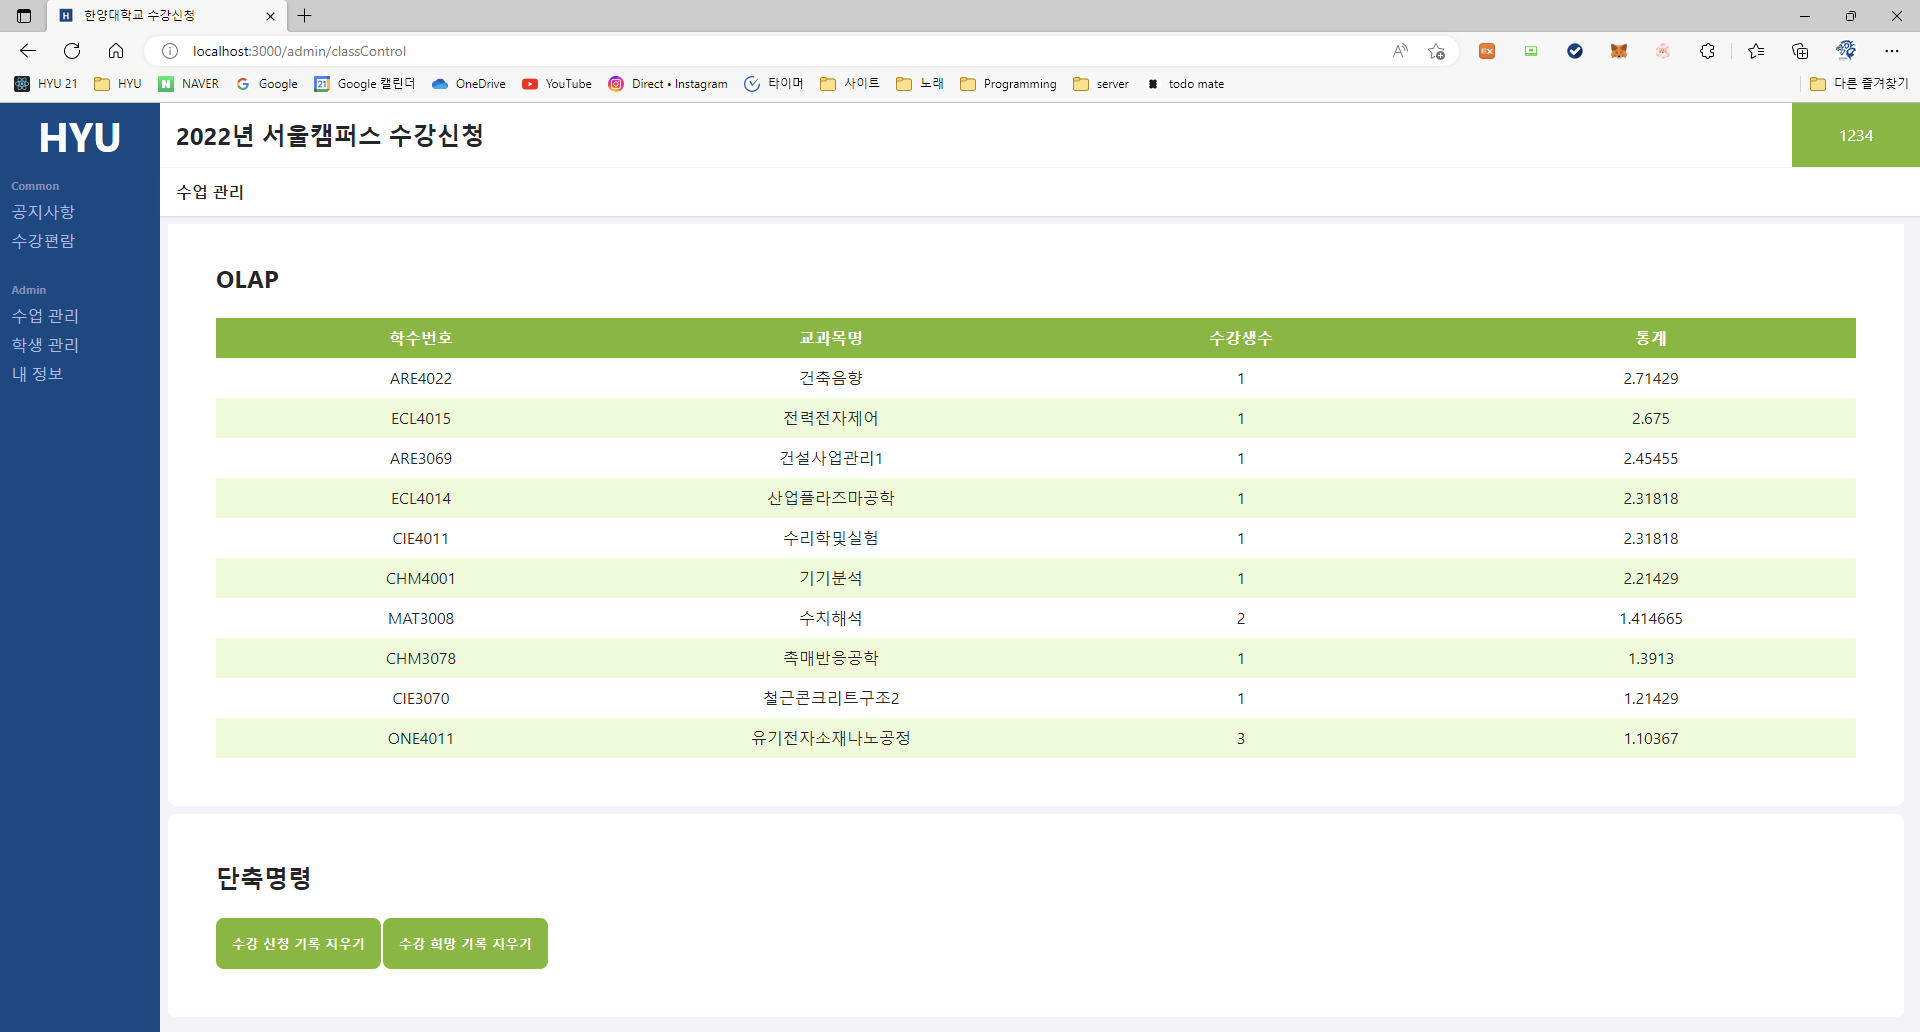 한양대학교 수강신청
localhost:3000/admin/classControl
HYU 21 HYU NAVER Google Google 캘린더 OneDrive YouTube Direct • Instagram 타이머 사이트 노래 Programming server todo mate 다른 즐겨찾기
HYU
2022년 서울캠퍼스 수강신청
1234
Common
공지사항
수강편람
Admin
수업 관리
학생 관리
내 정보
수업 관리
OLAP
학수번호 교과목명 수강생수 통계
ARE4022 건축음향 1 2.71429
ECL4015 전력전자제어 1 2.675
ARE3069 건설사업관리1 1 2.45455
ECL4014 산업플라즈마공학 1 2.31818
CIE4011 수리학및실험 1 2.31818
CHM4001 기기분석 1 2.21429
MAT3008 수치해석 2 1.414665
CHM3078 촉매반응공학 1 1.3913
CIE3070 철근콘크리트구조2 1 1.21429
ONE4011 유기전자소재나노공정 3 1.10367
단축명령
수강 신청 기록 지우기 수강 희망 기록 지우기